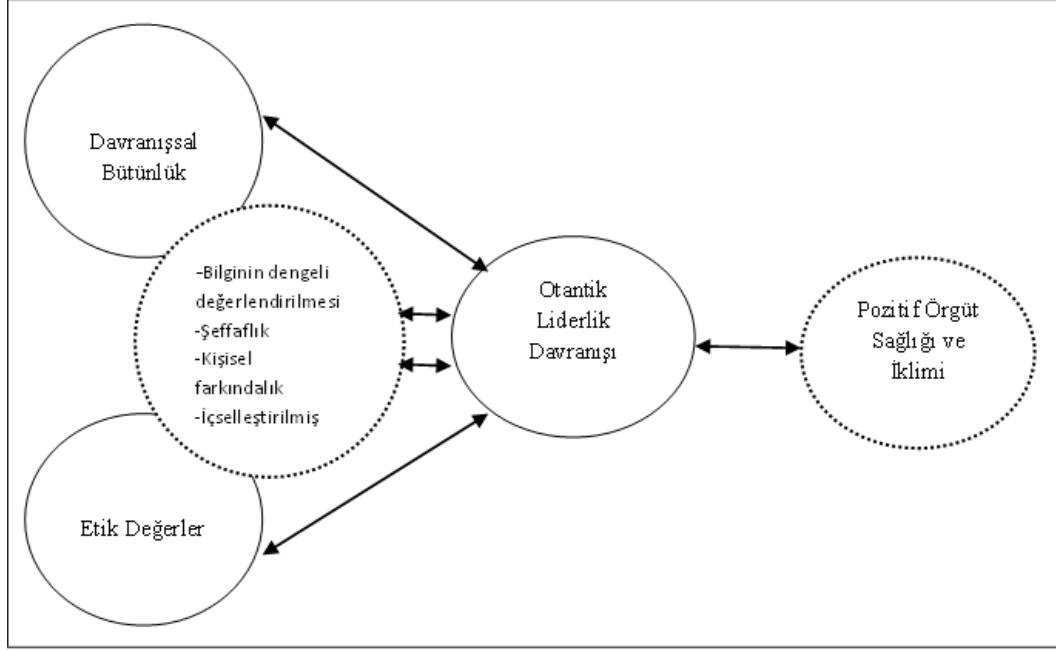 Davranışsal
Bütünlük
-Bilginin dengeli
değerlendirilmesi
-Şeffaflık
-Kişisel
farkındalık
-İçselleştirilmiş
Etik Değerler
Otantik
Liderlik
Davranışı
Pozitif Örgüt
Sağlığı ve
İklimi